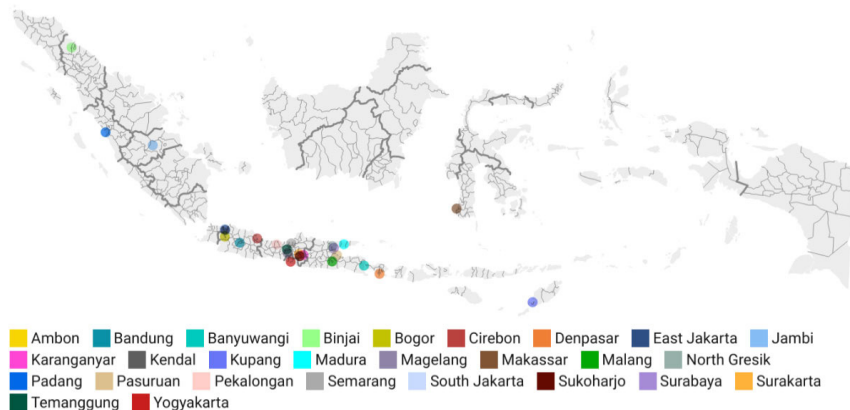 Ambon Bandung Banyuwangi Binjai Bogor Cirebon Denpasar East Jakarta Jambi
Karanganyar Kendal Kupang Madura Magelang Makassar Malang North Gresik
Padang Pasuruan Pekalongan Semarang South Jakarta Sukoharjo Surabaya Surakarta
Temanggung Yogyakarta